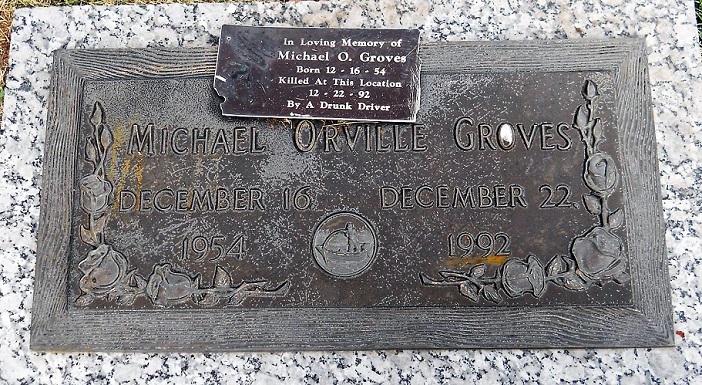 In Loving Memory of
Michael O. Groves
Born 12 - 16 - 54
Killed At This Location
12 - 22 - 92
By A Drunk Driver
MICHAEL ORVILLE GROVES
DECEMBER 16 DECEMBER 22
1954 1992